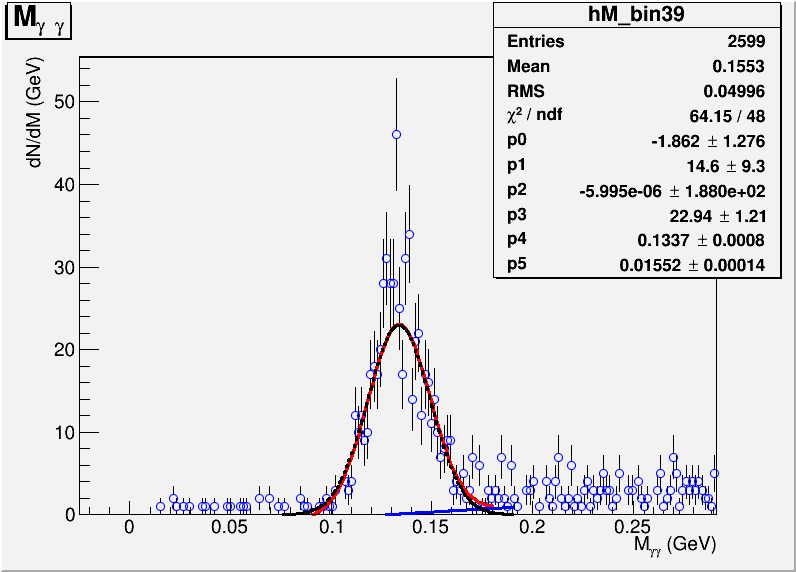 Mγ γ
hM_bin39
Entries 2599
Mean 0.1553
RMS 0.04996
χ² / ndf 64.15 / 48
p0 -1.862 ± 1.276
p1 14.6 ± 9.3
p2 -5.995e-06 ± 1.880e+02
p3 22.94 ± 1.21
p4 0.1337 ± 0.0008
p5 0.01552 ± 0.00014
dN/dM (GeV)
50
40
30
20
10
0
0 0.05 0.1 0.15 0.2 0.25
Mγγ (GeV)